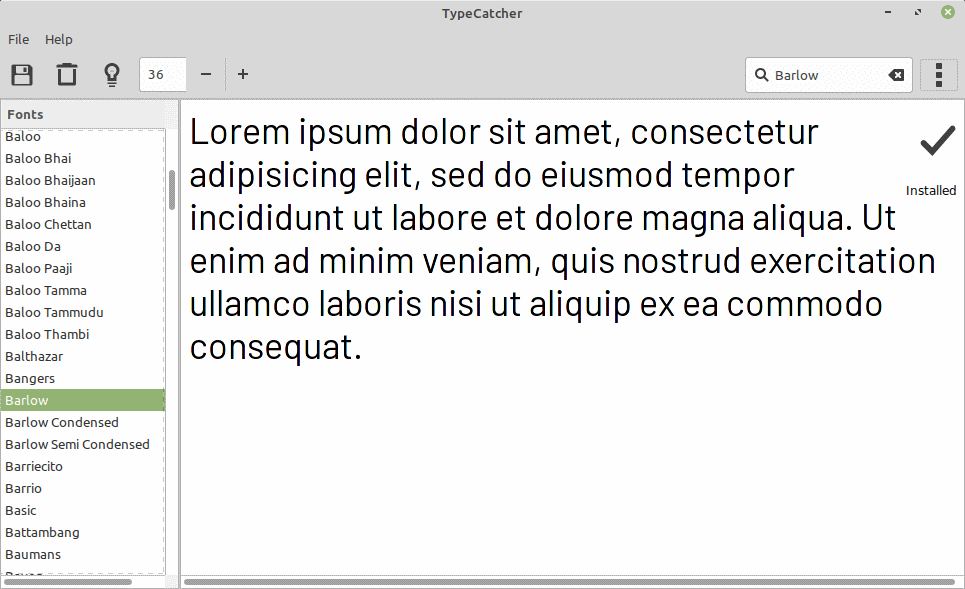 TypeCatcher
File Help
36
Barlow
Fonts
Baloo
Baloo Bhai
Baloo Bhaijaan
Baloo Bhaina
Baloo Chettan
Baloo Da
Baloo Paaji
Baloo Tamma
Baloo Tammudu
Baloo Thambi
Balthazar
Bangers
Barlow
Barlow Condensed
Barlow Semi Condensed
Barriecito
Barrio
Basic
Battambang
Baumans
Lorem ipsum dolor sit amet, consectetur
adipisicing elit, sed do eiusmod tempor
incididunt ut labore et dolore magna aliqua. Ut
enim ad minim veniam, quis nostrud exercitation
ullamco laboris nisi ut aliquip ex ea commodo
consequat.
Installed